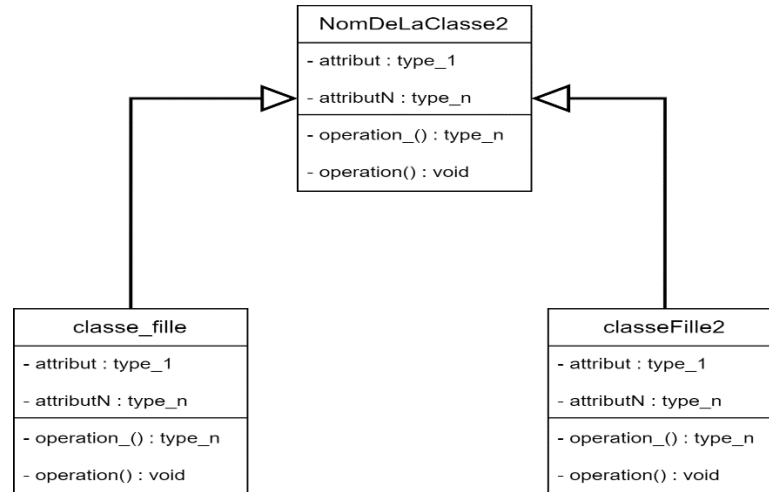 NomDeLaClasse2
- attribut : type_1
- attributN : type_n
- operation_() : type_n
- operation() : void
classe_fille
- attribut : type_1
- attributN : type_n
- operation_() : type_n
- operation() : void
classeFille2
- attribut : type_1
- attributN : type_n
- operation_() : type_n
- operation() : void